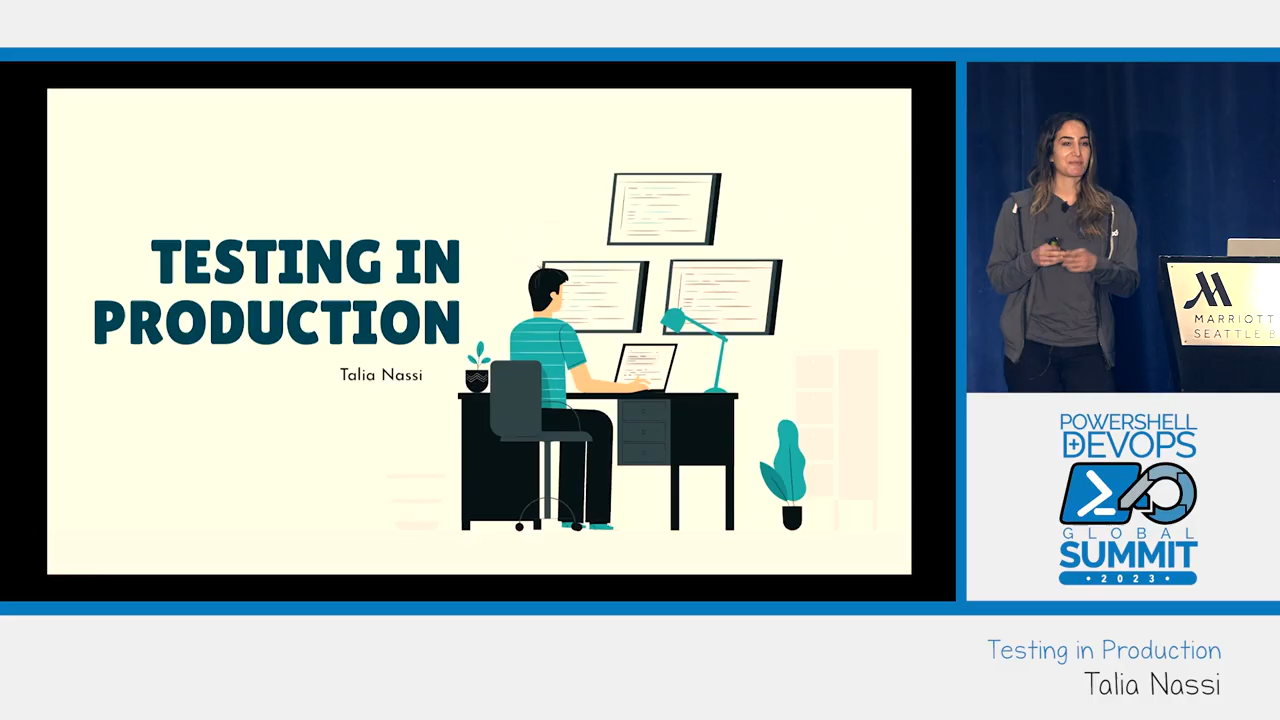 TESTING IN
PRODUCTION
Talia Nassi
MARRIOTT
SEATTLE B
POWERSHELL
DEVOPS
GLOBAL
SUMMIT
• 2023 •
Testing in Production
Talia Nassi